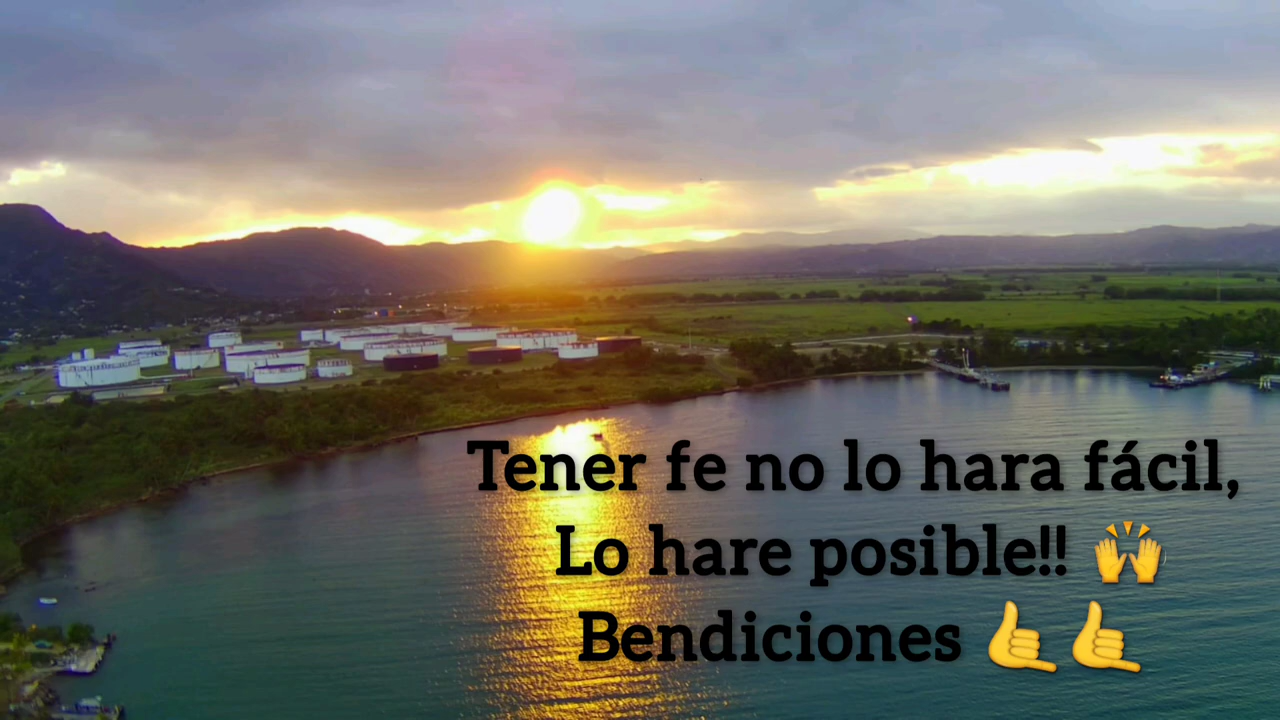 Tener fe no lo hara fácil,
Lo hare posible!! 🙌
Bendiciones 🤙🤙